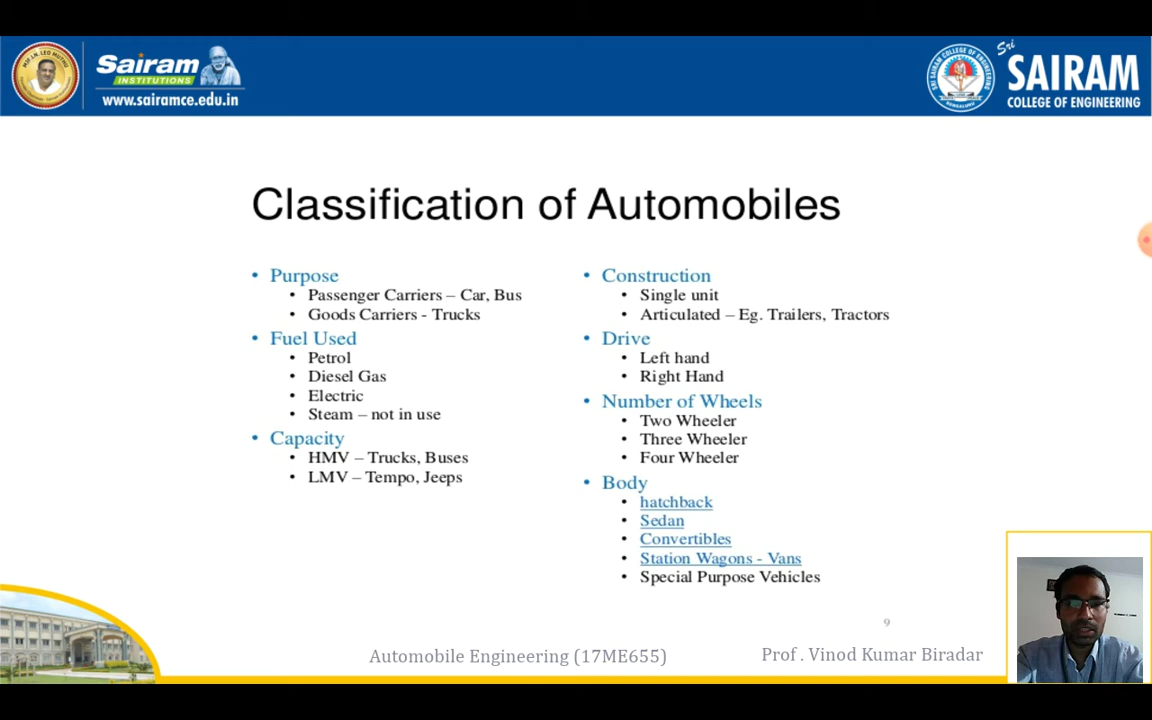 Sairam
INSTITUTIONS
www.sairamce.edu.in
Sri
SAIRAM
COLLEGE OF ENGINEERING
Classification of Automobiles
• Purpose
• Passenger Carriers – Car, Bus
• Goods Carriers - Trucks
• Fuel Used
• Petrol
• Diesel Gas
• Electric
• Steam – not in use
• Capacity
• HMV – Trucks, Buses
• LMV – Tempo, Jeeps
• Construction
• Single unit
• Articulated – Eg. Trailers, Tractors
• Drive
• Left hand
• Right Hand
• Number of Wheels
• Two Wheeler
• Three Wheeler
• Four Wheeler
• Body
• hatchback
• Sedan
• Convertibles
• Station Wagons - Vans
• Special Purpose Vehicles
9
Automobile Engineering (17ME655)
Prof . Vinod Kumar Biradar